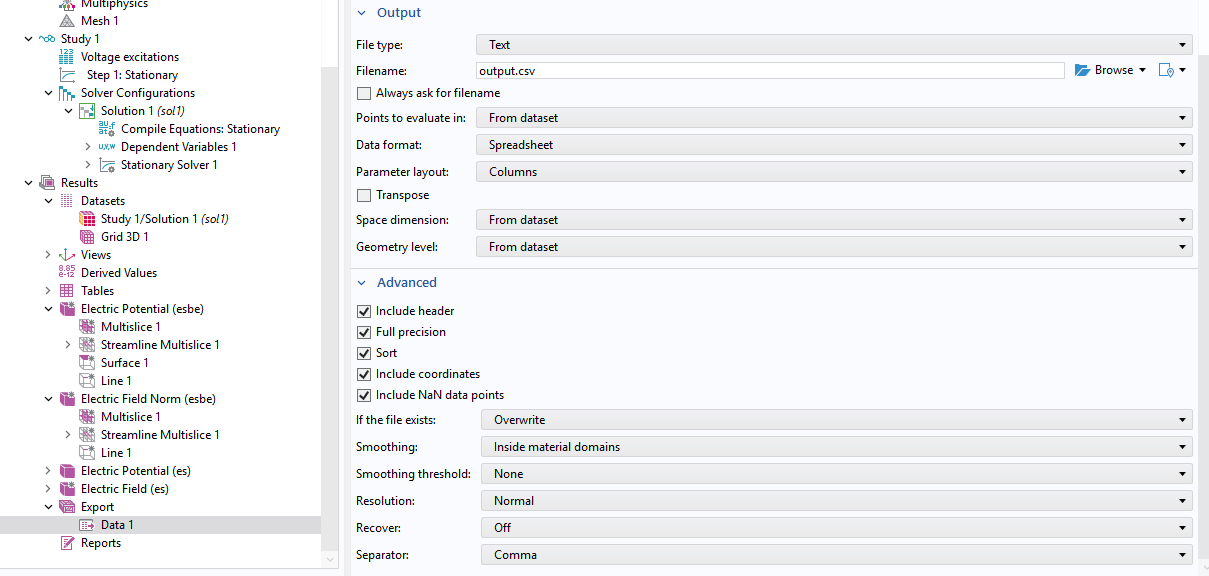 Multiphysics
Mesh 1
Study 1
Voltage excitations
Step 1: Stationary
Solver Configurations
Solution 1 (sol1)
Compile Equations: Stationary
Dependent Variables 1
Stationary Solver 1
Results
Datasets
Study 1/Solution 1 (sol1)
Grid 3D 1
Views
Derived Values
Tables
Electric Potential (esbe)
Multislice 1
Streamline Multislice 1
Surface 1
Line 1
Electric Field Norm (esbe)
Multislice 1
Streamline Multislice 1
Line 1
Electric Potential (es)
Electric Field (es)
Export
Data 1
Reports
Output
File type: Text
Filename: output.csv Browse
Always ask for filename
Points to evaluate in: From dataset
Data format: Spreadsheet
Parameter layout: Columns
Transpose
Space dimension: From dataset
Geometry level: From dataset
Advanced
Include header
Full precision
Sort
Include coordinates
Include NaN data points
If the file exists: Overwrite
Smoothing: Inside material domains
Smoothing threshold: None
Resolution: Normal
Recover: Off
Separator: Comma